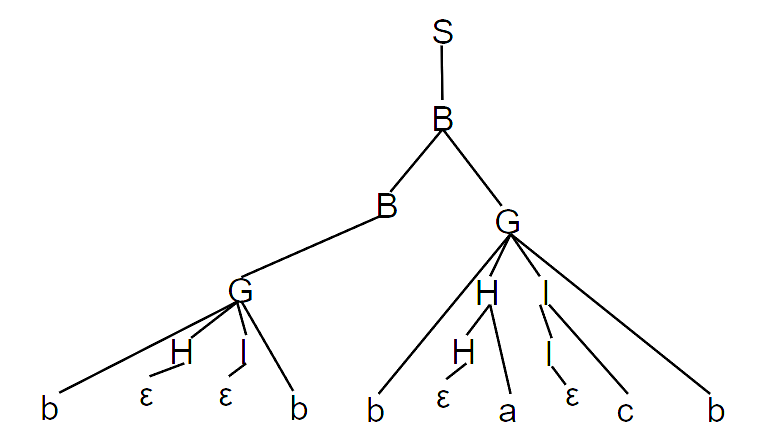 S
B
B G
G H I
H I H I
b ε ε b b ε a ε c b